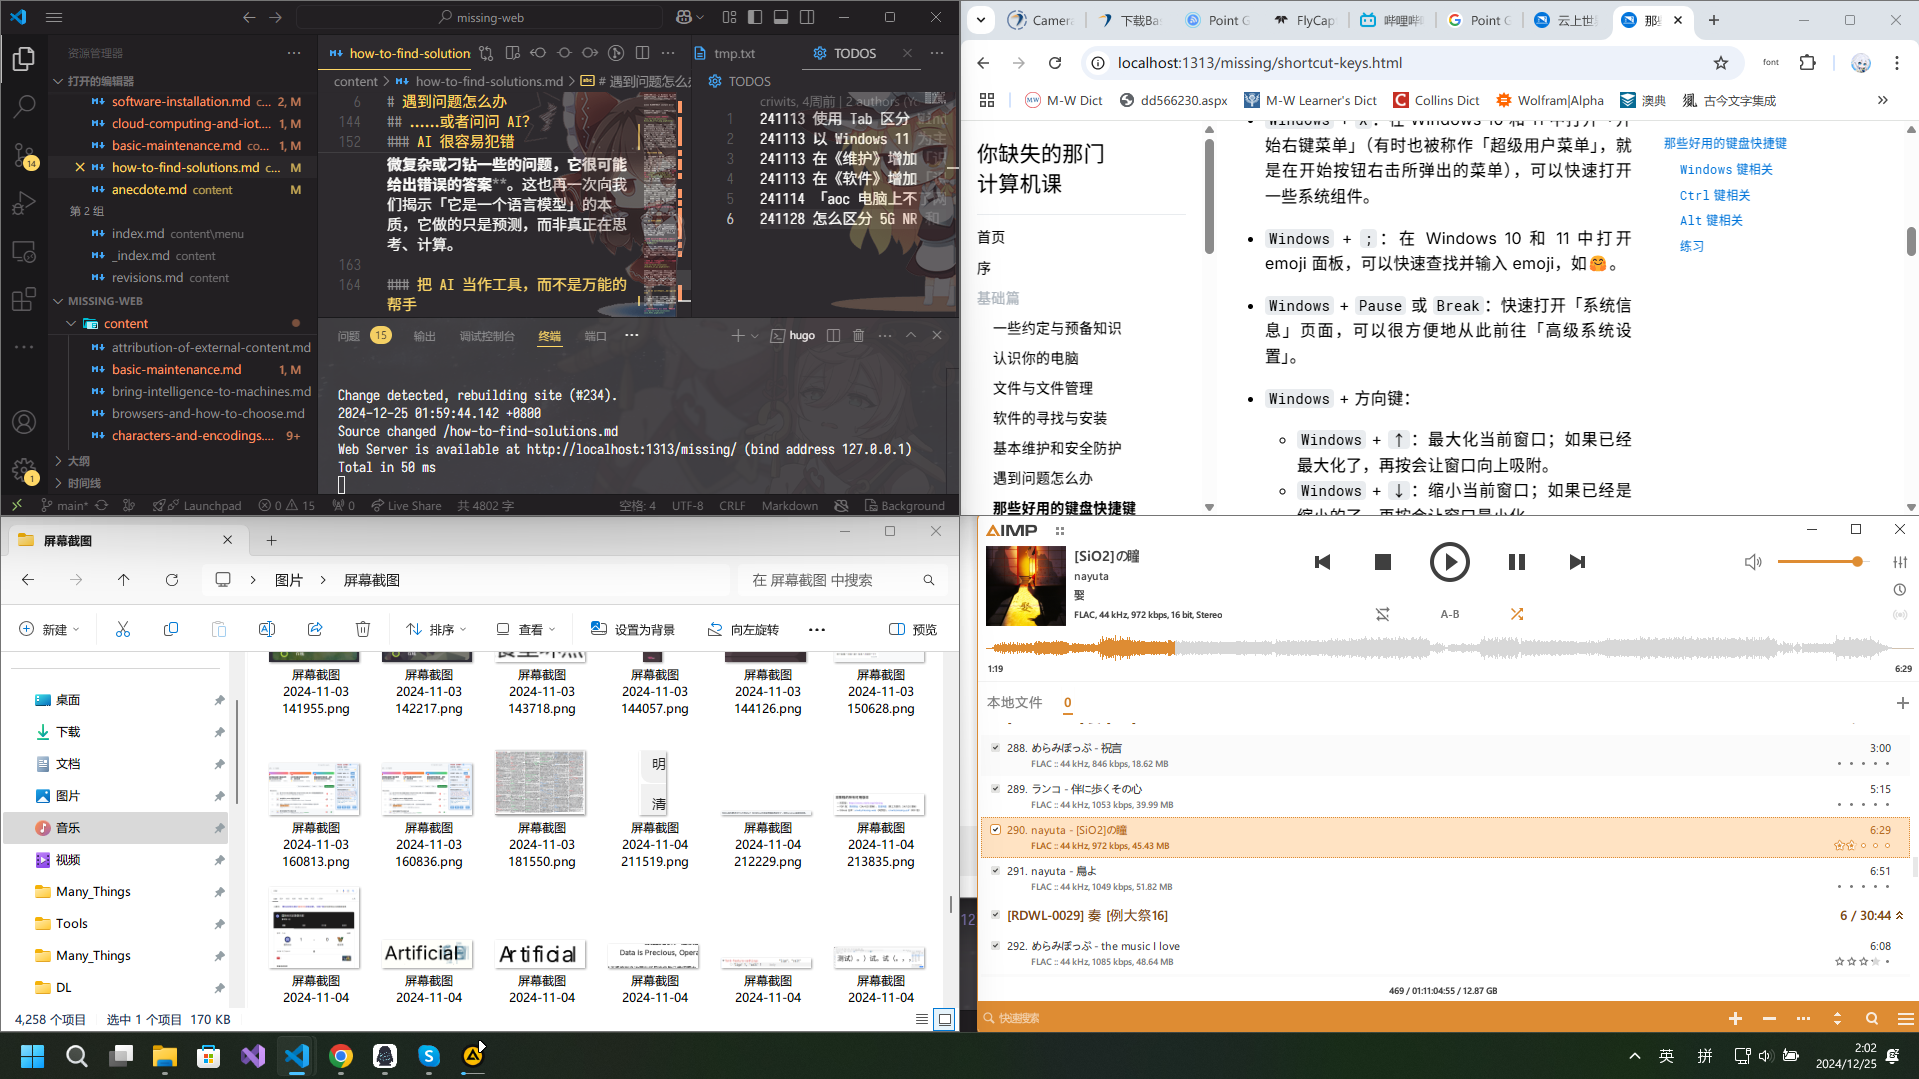 missing-web
资源管理器
打开的编辑器
software-installation.md c... 2, M
cloud-computing-and-iot.... 1, M
basic-maintenance.md co... 1, M
how-to-find-solutions.md c... M
anecdote.md content M
第 2 组
index.md content\menu
_index.md content
revisions.md content
MISSING-WEB
content
attribution-of-external-content.md
basic-maintenance.md 1, M
bring-intelligence-to-machines.md
browsers-and-how-to-choose.md
characters-and-encodings.... 9+
大纲
时间线
14
1
how-to-find-solution
content > how-to-find-solutions.md > # 遇到问题怎么办
6 # 遇到问题怎么办
144 ## ……或者问问 AI?
152 ### AI 很容易犯错
微复杂或刁钻一些的问题，它很可能
给出错误的答案**。这也再一次向我
们揭示「它是一个语言模型」的本
质，它做的只是预测，而非真正在思
考、计算。
163
164 ### 把 AI 当作工具，而不是万能的
帮手
tmp.txt
TODOS
TODOS
criwits, 4周前 | 2 authors
1 241113 使用 Tab 区分
2 241113 以 Windows 11 为主
3 241113 在《维护》增加
4 241113 在《软件》增加
5 241114 「aoc 电脑上不了
6 241128 怎么区分 5G NR 和
问题 15 输出 调试控制台 终端 端口 hugo
Change detected, rebuilding site (#234).
2024-12-25 01:59:44.142 +0800
Source changed /how-to-find-solutions.md
Web Server is available at http://localhost:1313/missing/ (bind address 127.0.0.1)
Total in 50 ms
main* Launchpad 0 15 0 Live Share 共 4802 字 空格: 4 UTF-8 CRLF Markdown Background
Camera
下载Ba
Point G
FlyCap
哔哩哔
Point G
云上世
那些
localhost:1313/missing/shortcut-keys.html
font
M-W Dict dd566230.aspx M-W Learner's Dict Collins Dict Wolfram|Alpha 澳典 古今文字集成
你缺失的那门
计算机课
首页
序
基础篇
一些约定与预备知识
认识你的电脑
文件与文件管理
软件的寻找与安装
基本维护和安全防护
遇到问题怎么办
那些好用的键盘快捷键
Windows + X：在 Windows 10 和 11 中打开「开
始右键菜单」（有时也被称作「超级用户菜单」，就
是在开始按钮右击所弹出的菜单），可以快速打开
一些系统组件。
Windows + ;：在 Windows 10 和 11 中打开
emoji 面板，可以快速查找并输入 emoji，如🤗。
Windows + Pause 或 Break：快速打开「系统信
息」页面，可以很方便地从此前往「高级系统设
置」。
Windows + 方向键：
Windows + ↑：最大化当前窗口；如果已经
最大化了，再按会让窗口向上吸附。
Windows + ↓：缩小当前窗口；如果已经是
缩小的了，再按会让窗口最小化。
那些好用的键盘快捷键
Windows 键相关
Ctrl 键相关
Alt 键相关
练习
屏幕截图
图片 > 屏幕截图
在 屏幕截图 中搜索
新建 排序 查看 设置为背景 向左旋转 预览
桌面
下载
文档
图片
音乐
视频
Many_Things
Tools
Many_Things
DL
屏幕截图 2024-11-03 141955.png
屏幕截图 2024-11-03 142217.png
屏幕截图 2024-11-03 143718.png
屏幕截图 2024-11-03 144057.png
屏幕截图 2024-11-03 144126.png
屏幕截图 2024-11-03 150628.png
明
清
屏幕截图 2024-11-03 160813.png
屏幕截图 2024-11-03 160836.png
屏幕截图 2024-11-03 181550.png
屏幕截图 2024-11-04 211519.png
屏幕截图 2024-11-04 212229.png
屏幕截图 2024-11-04 213835.png
Artificial
Artificial
Data is Precious, Opera
屏幕截图 2024-11-04
屏幕截图 2024-11-04
屏幕截图 2024-11-04
屏幕截图 2024-11-04
屏幕截图 2024-11-04
屏幕截图 2024-11-04
4,258 个项目 选中 1 个项目 170 KB
12
AIMP
[SiO2]の瞳
nayuta
娶
FLAC, 44 kHz, 972 kbps, 16 bit, Stereo
A-B
1:19 6:29
本地文件 0
288. めらみぽっぷ - 祝言 3:00
FLAC :: 44 kHz, 846 kbps, 18.62 MB
289. ランコ - 伴に歩くその心 5:15
FLAC :: 44 kHz, 1053 kbps, 39.99 MB
290. nayuta - [SiO2]の瞳 6:29
FLAC :: 44 kHz, 972 kbps, 45.43 MB
291. nayuta - 鳥よ 6:51
FLAC :: 44 kHz, 1049 kbps, 51.82 MB
[RDWL-0029] 奏 [例大祭16] 6 / 30:44
292. めらみぽっぷ - the music I love 6:08
FLAC :: 44 kHz, 1085 kbps, 48.64 MB
469 / 01:11:04:55 / 12.87 GB
快速搜索
英 拼 2:02
2024/12/25